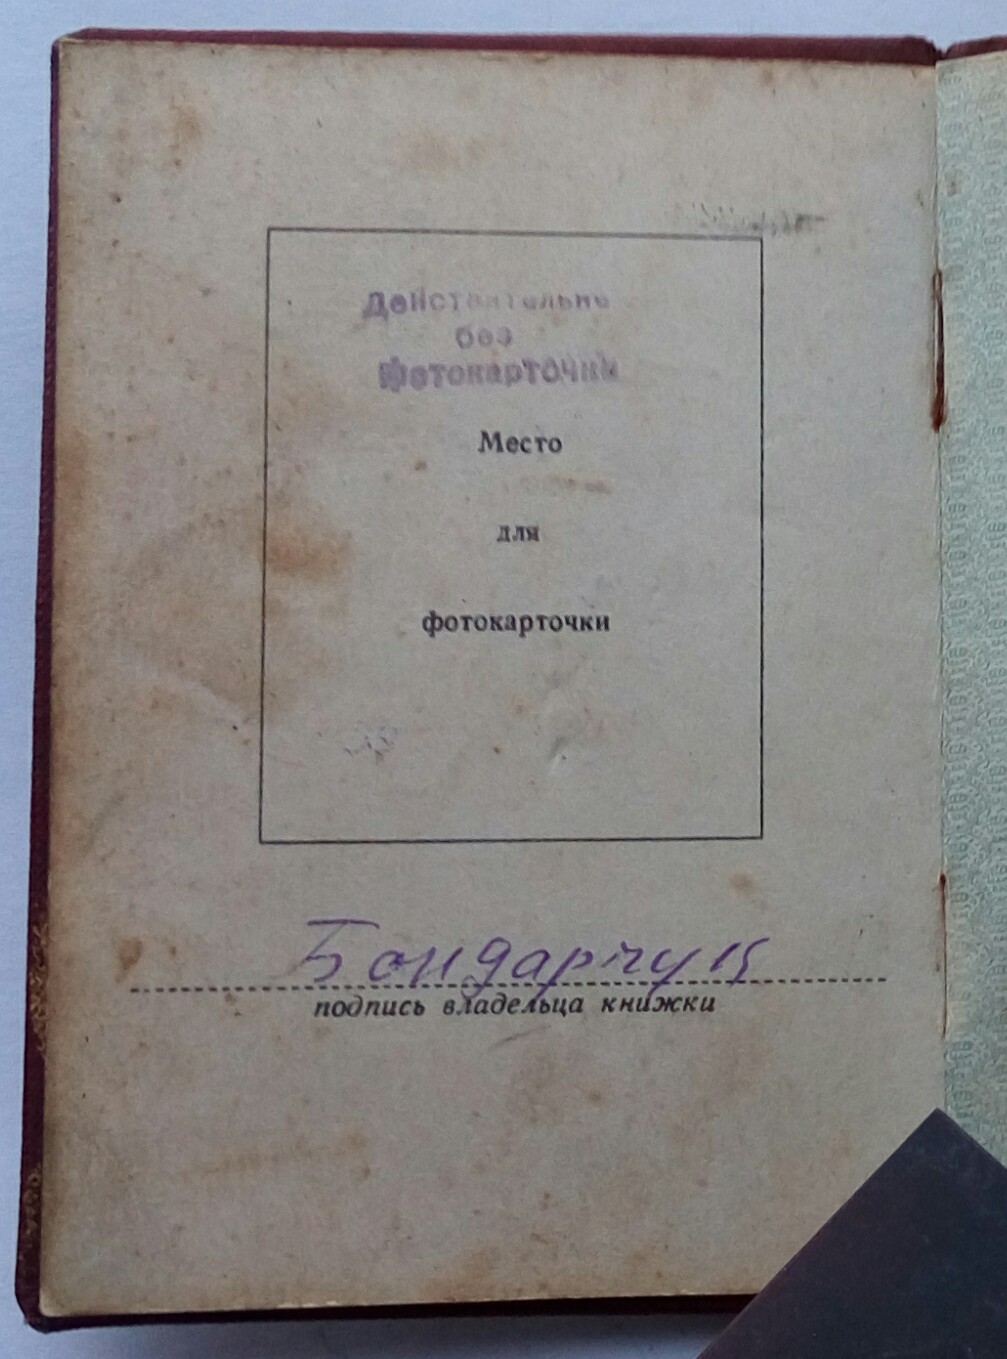 Действительно
без
фотокарточки
Место
для
фотокарточки
Бондарчук
подпись владельца книжки